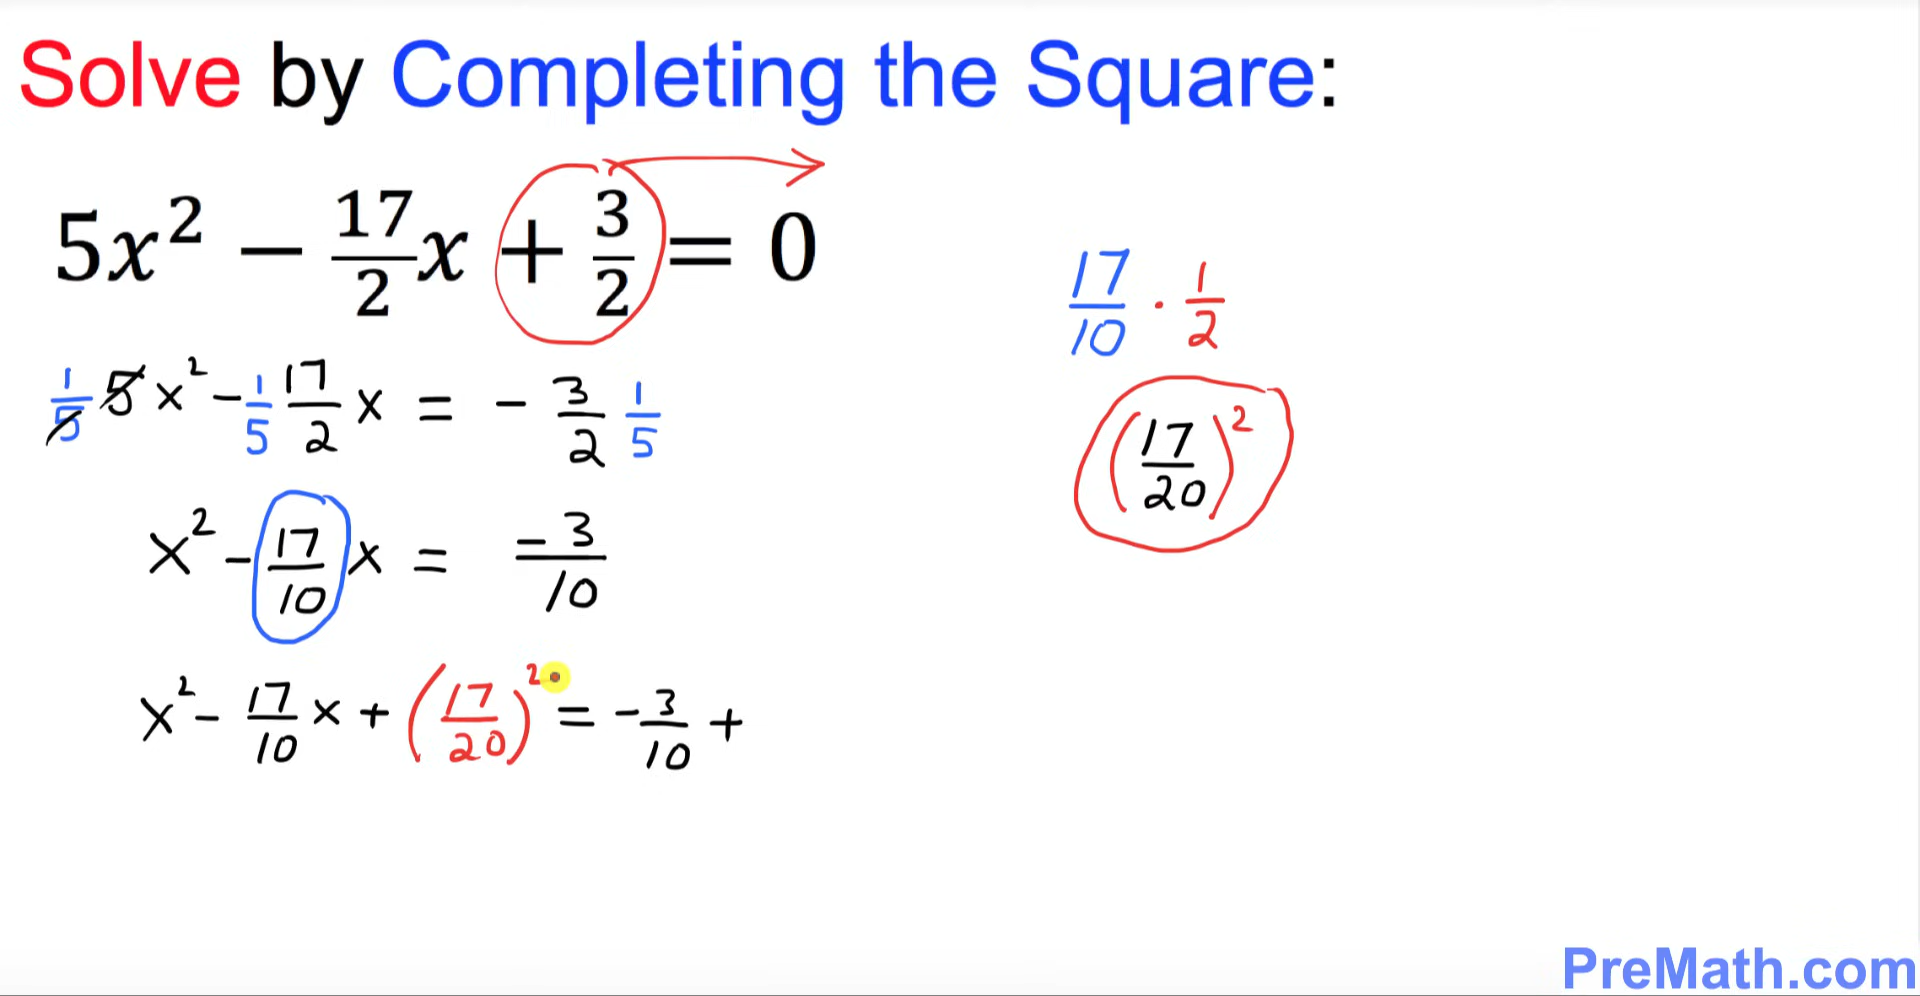 Solve by Completing the Square:
5x² − 17/2 x + 3/2 = 0
1/5 5x² − 1/5 17/2 x = − 3/2 1/5
x² − 17/10 x = −3/10
x² − 17/10 x + (17/20)² = − 3/10 +
17/10 · 1/2
(17/20)²
PreMath.com